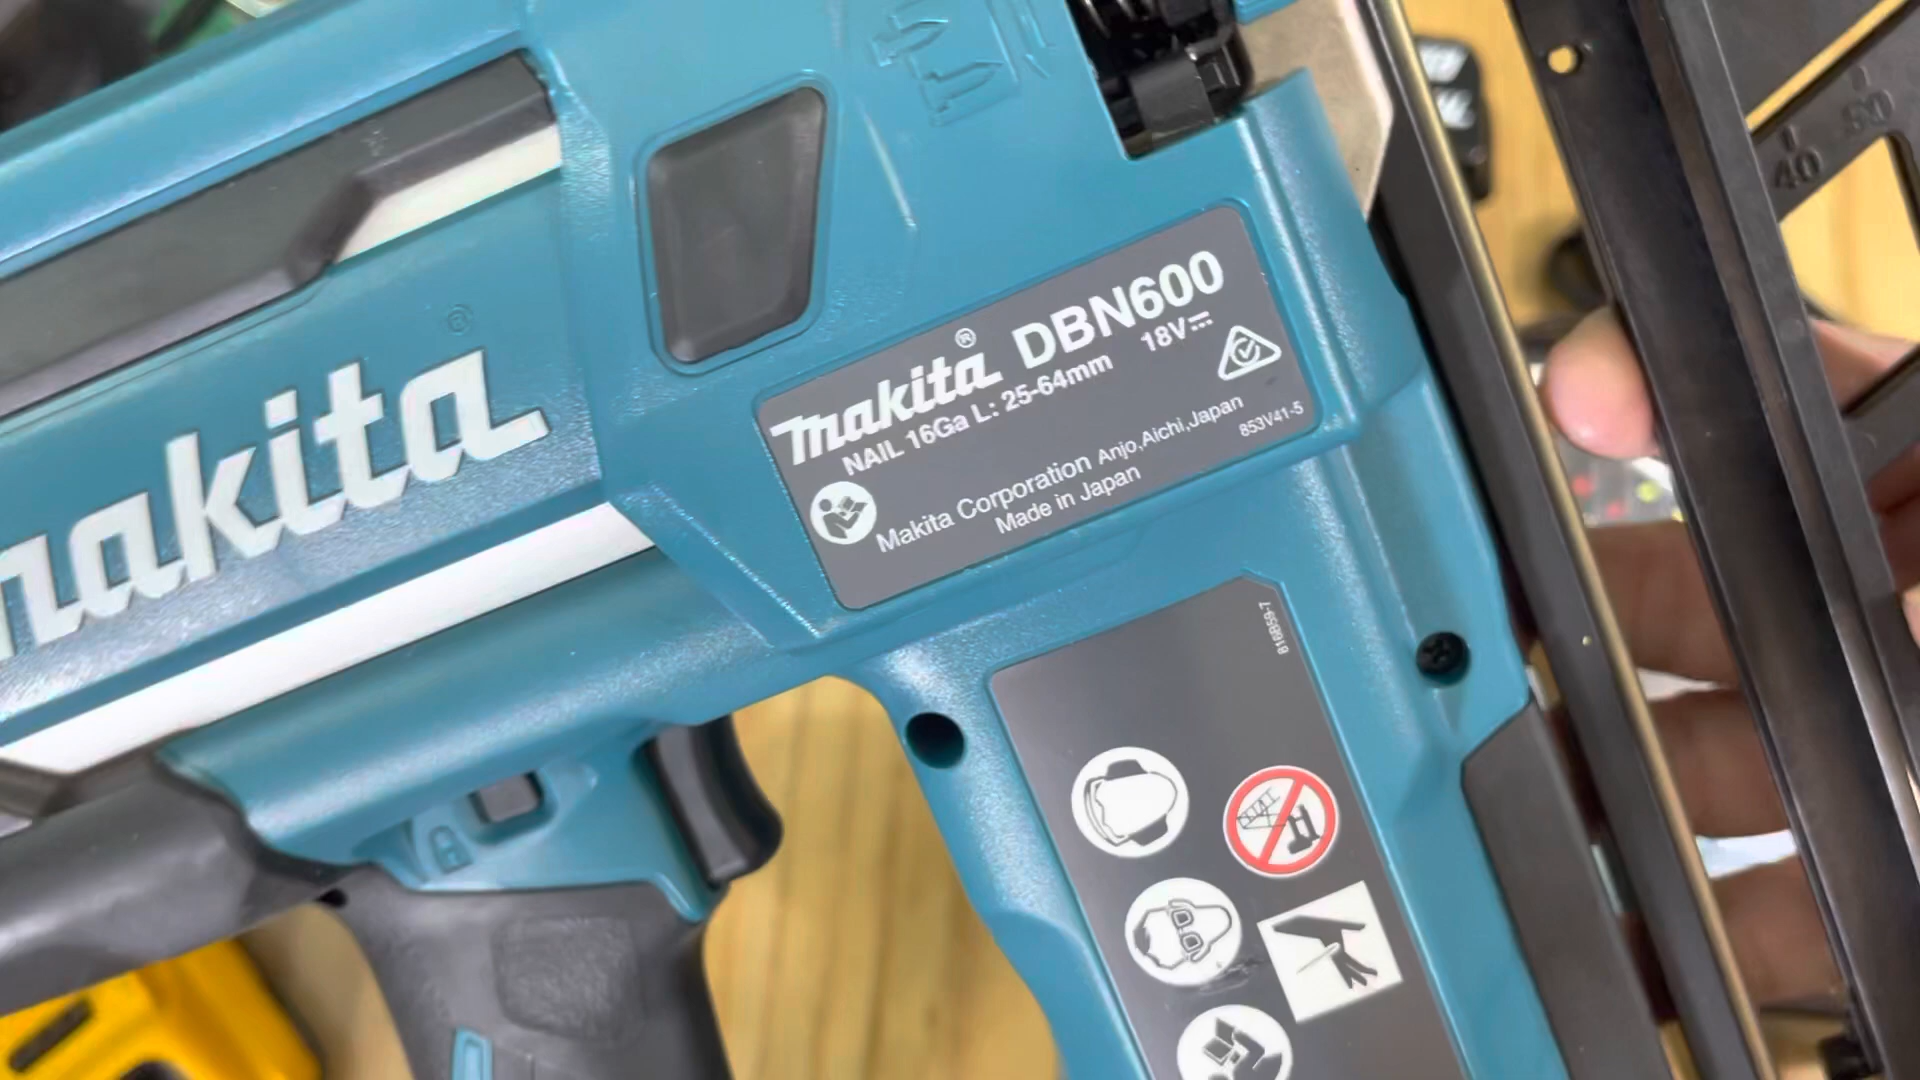 makita
®
makita® DBN600
NAIL 16Ga L: 25-64mm 18V⎓
Makita Corporation Anjo,Aichi,Japan
Made in Japan
853V41-5
816B59-7
50
40